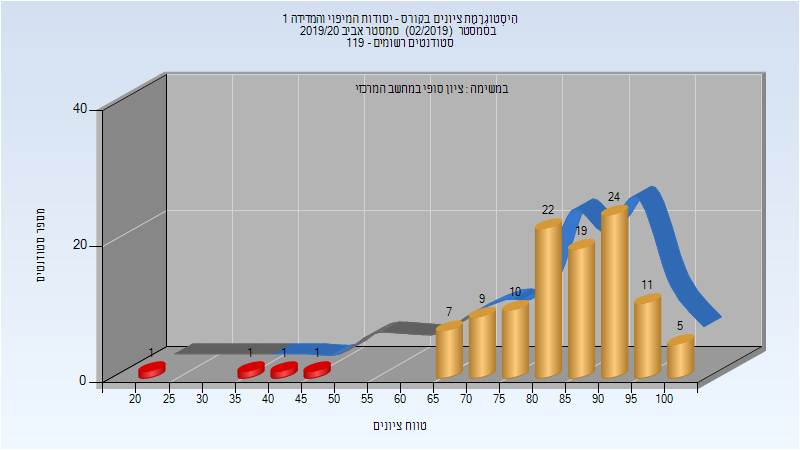 היסטוגרמת ציונים בקורס - יסודות המיפוי והמדידה 1
בסמסטר (02/2019) סמסטר אביב 2019/20
סטודנטים רשומים - 119
במשימה : ציון סופי במחשב המרכזי
מספר סטודנטים
40
20
0
1 1 1 1 7 9 10 22 19 24 11 5
20 25 30 35 40 45 50 55 60 65 70 75 80 85 90 95 100
טווח ציונים